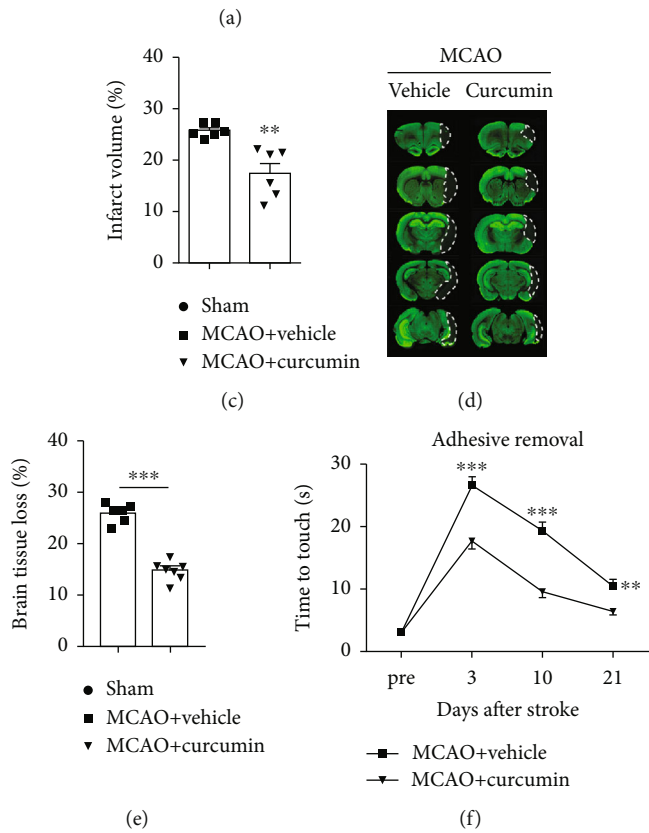 (a)
Infarct volume (%)
40
30
20
10
0
**
● Sham
■ MCAO+vehicle
▼ MCAO+curcumin
(c)
MCAO
Vehicle Curcumin
(d)
Brain tissue loss (%)
40
30
20
10
0
***
● Sham
■ MCAO+vehicle
▼ MCAO+curcumin
(e)
Adhesive removal
Time to touch (s)
30
20
10
0
***
***
**
pre 3 10 21
Days after stroke
MCAO+vehicle
MCAO+curcumin
(f)